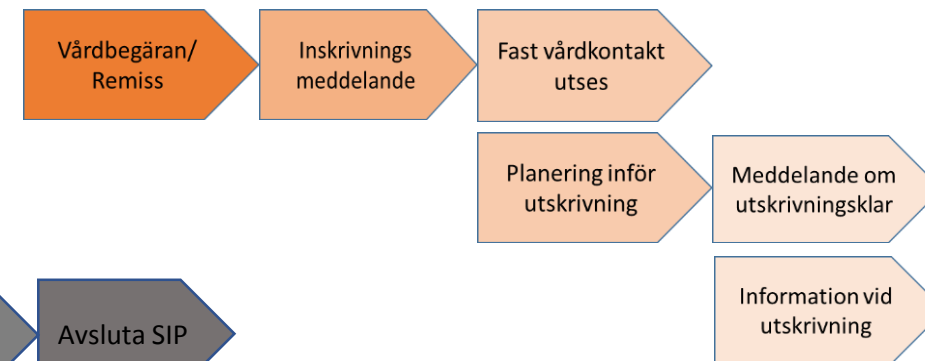 Vårdbegäran/
Remiss
Inskrivnings
meddelande
Fast vårdkontakt
utses
Planering inför
utskrivning
Meddelande om
utskrivningsklar
Information vid
utskrivning
Avsluta SIP